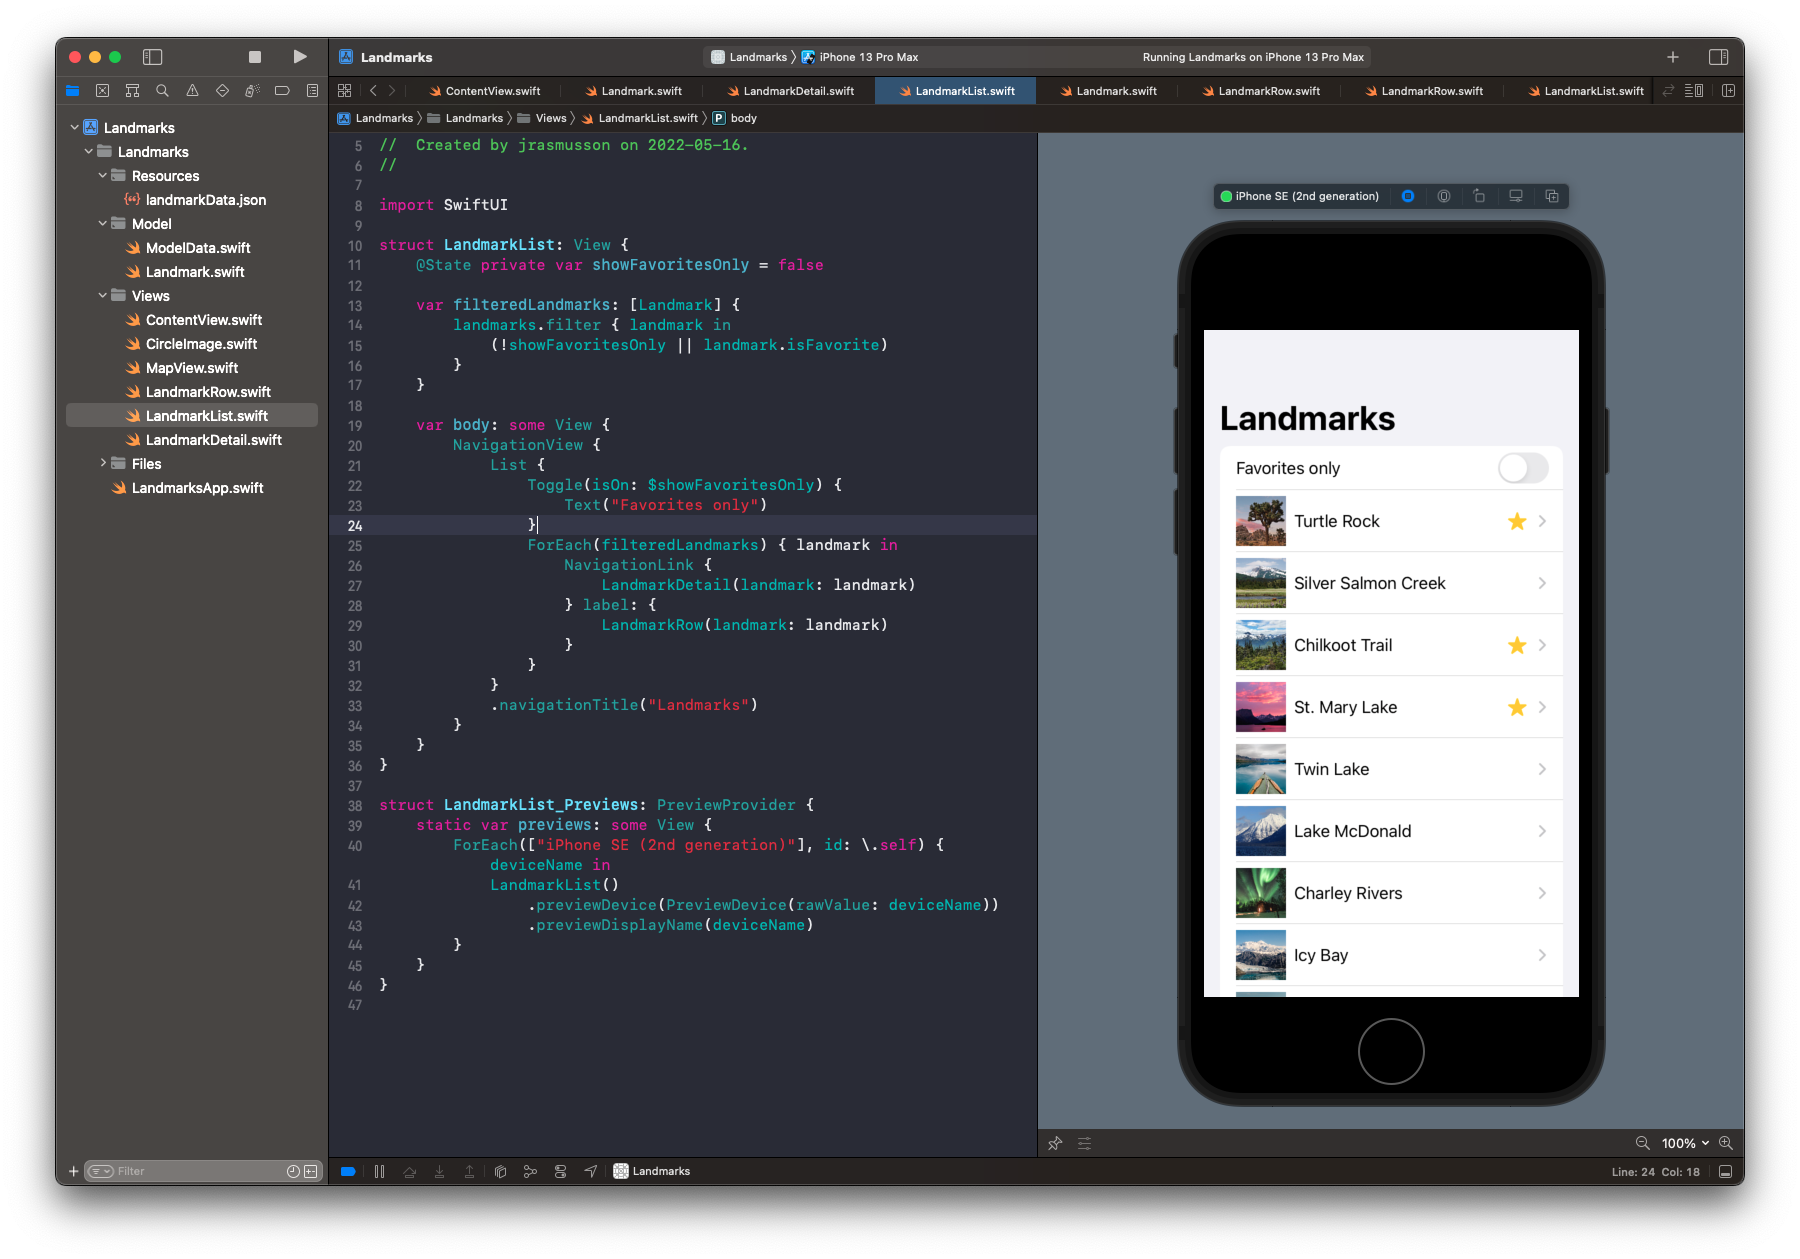 Landmarks
Landmarks
iPhone 13 Pro Max
Running Landmarks on iPhone 13 Pro Max
ContentView.swift
Landmark.swift
LandmarkDetail.swift
LandmarkList.swift
Landmark.swift
LandmarkRow.swift
LandmarkRow.swift
LandmarkList.swift
Landmarks
Landmarks
Views
LandmarkList.swift
P body
Landmarks
Landmarks
Resources
landmarkData.json
Model
ModelData.swift
Landmark.swift
Views
ContentView.swift
CircleImage.swift
MapView.swift
LandmarkRow.swift
LandmarkList.swift
LandmarkDetail.swift
Files
LandmarksApp.swift
Filter
5 //  Created by jrasmusson on 2022-05-16.
6 //
7
8 import SwiftUI
9
10 struct LandmarkList: View {
11     @State private var showFavoritesOnly = false
12
13     var filteredLandmarks: [Landmark] {
14         landmarks.filter { landmark in
15             (!showFavoritesOnly || landmark.isFavorite)
16         }
17     }
18
19     var body: some View {
20         NavigationView {
21             List {
22                 Toggle(isOn: $showFavoritesOnly) {
23                     Text("Favorites only")
24                 }
25                 ForEach(filteredLandmarks) { landmark in
26                     NavigationLink {
27                         LandmarkDetail(landmark: landmark)
28                     } label: {
29                         LandmarkRow(landmark: landmark)
30                     }
31                 }
32             }
33             .navigationTitle("Landmarks")
34         }
35     }
36 }
37
38 struct LandmarkList_Previews: PreviewProvider {
39     static var previews: some View {
40         ForEach(["iPhone SE (2nd generation)"], id: \.self) {
            deviceName in
41             LandmarkList()
42                 .previewDevice(PreviewDevice(rawValue: deviceName))
43                 .previewDisplayName(deviceName)
44         }
45     }
46 }
47
iPhone SE (2nd generation)
Landmarks
Favorites only
Turtle Rock
Silver Salmon Creek
Chilkoot Trail
St. Mary Lake
Twin Lake
Lake McDonald
Charley Rivers
Icy Bay
100%
Landmarks
Line: 24 Col: 18